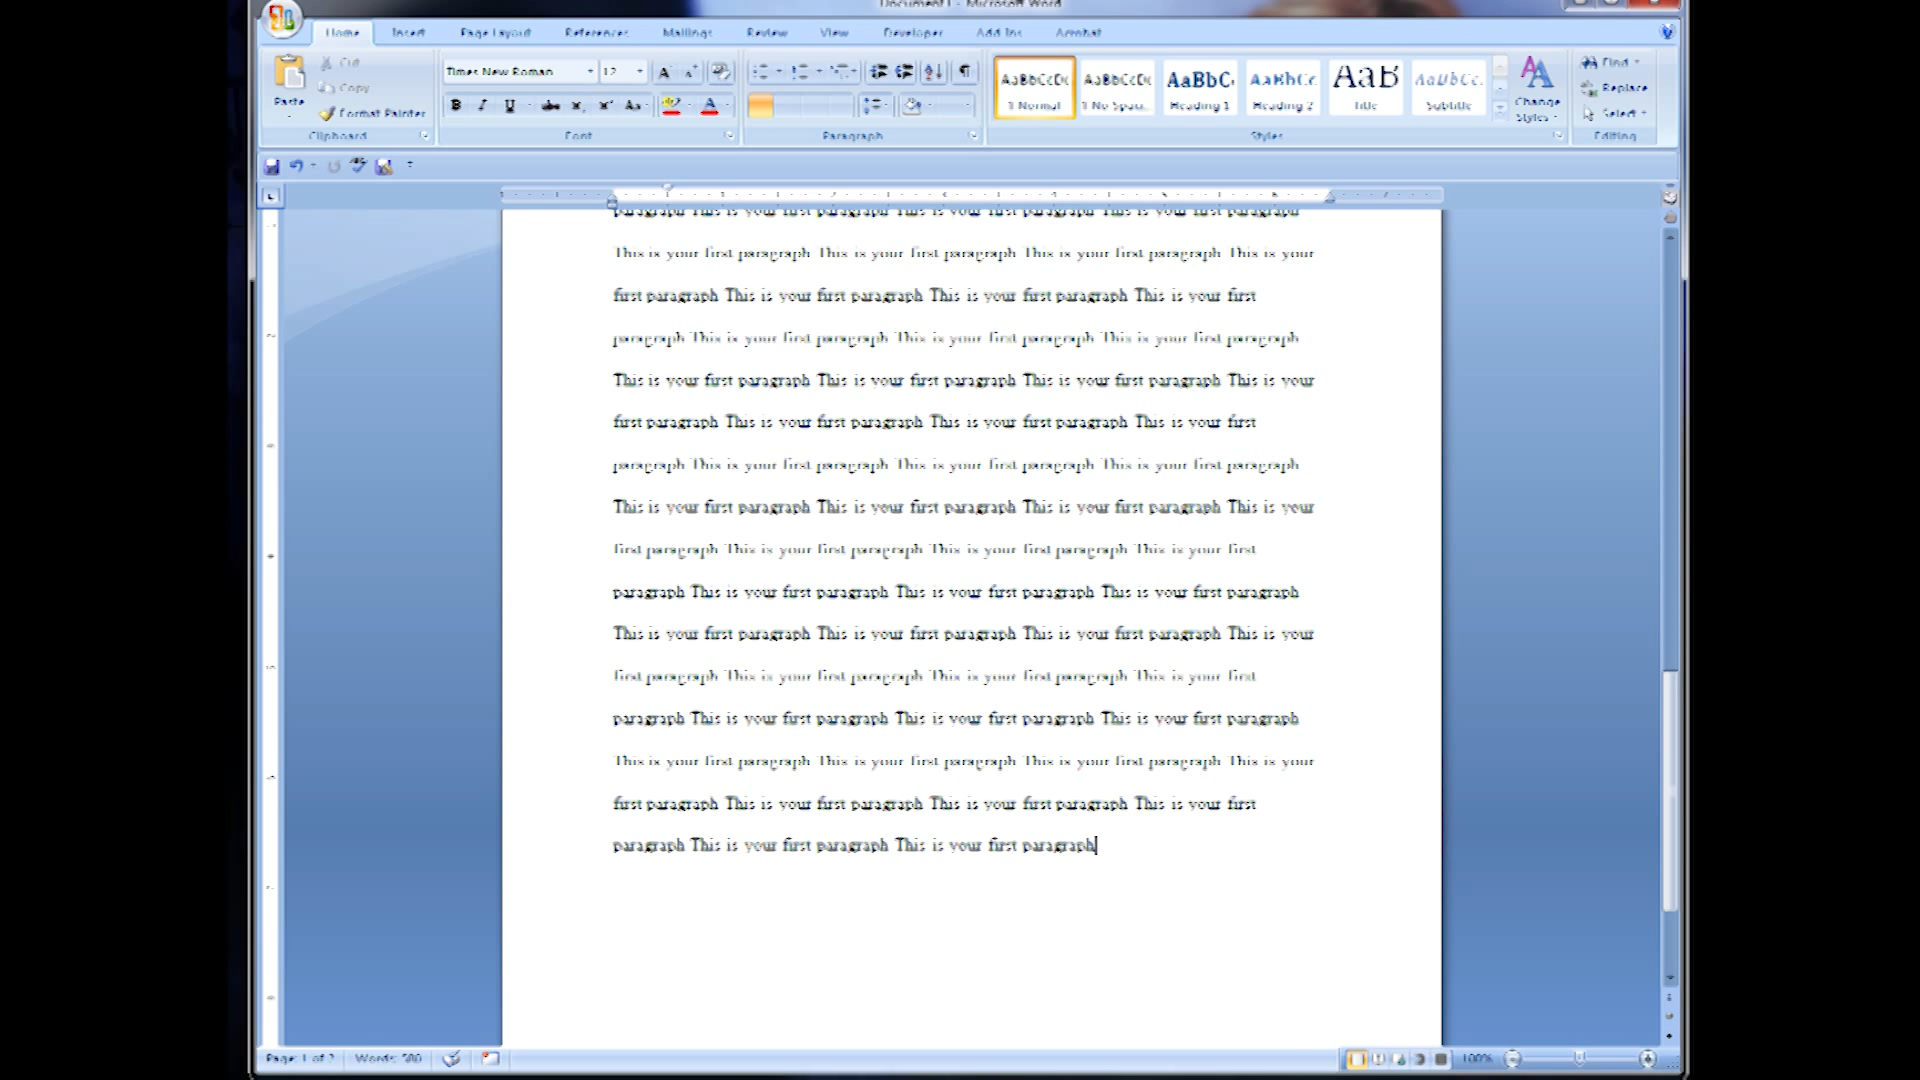 Document1 - Microsoft Word
Home Insert Page Layout References Mailings Review View Developer Add-Ins Acrobat
Paste
Cut
Copy
Format Painter
Clipboard
Times New Roman 12
Font
Paragraph
AaBbCcDc AaBbCcDc AaBbC AaBbCc AaB AaBbCc.
¶ Normal ¶ No Spaci... Heading 1 Heading 2 Title Subtitle
Change Styles
Styles
Find
Replace
Select
Editing
paragraph This is your first paragraph This is your first paragraph This is your first paragraph
This is your first paragraph This is your first paragraph This is your first paragraph This is your
first paragraph This is your first paragraph This is your first paragraph This is your first
paragraph This is your first paragraph This is your first paragraph This is your first paragraph
This is your first paragraph This is your first paragraph This is your first paragraph This is your
first paragraph This is your first paragraph This is your first paragraph This is your first
paragraph This is your first paragraph This is your first paragraph This is your first paragraph
This is your first paragraph This is your first paragraph This is your first paragraph This is your
first paragraph This is your first paragraph This is your first paragraph This is your first
paragraph This is your first paragraph This is your first paragraph This is your first paragraph
This is your first paragraph This is your first paragraph This is your first paragraph This is your
first paragraph This is your first paragraph This is your first paragraph This is your first
paragraph This is your first paragraph This is your first paragraph This is your first paragraph
This is your first paragraph This is your first paragraph This is your first paragraph This is your
first paragraph This is your first paragraph This is your first paragraph This is your first
paragraph This is your first paragraph This is your first paragraph
Page: 1 of 2 Words: 580 100%